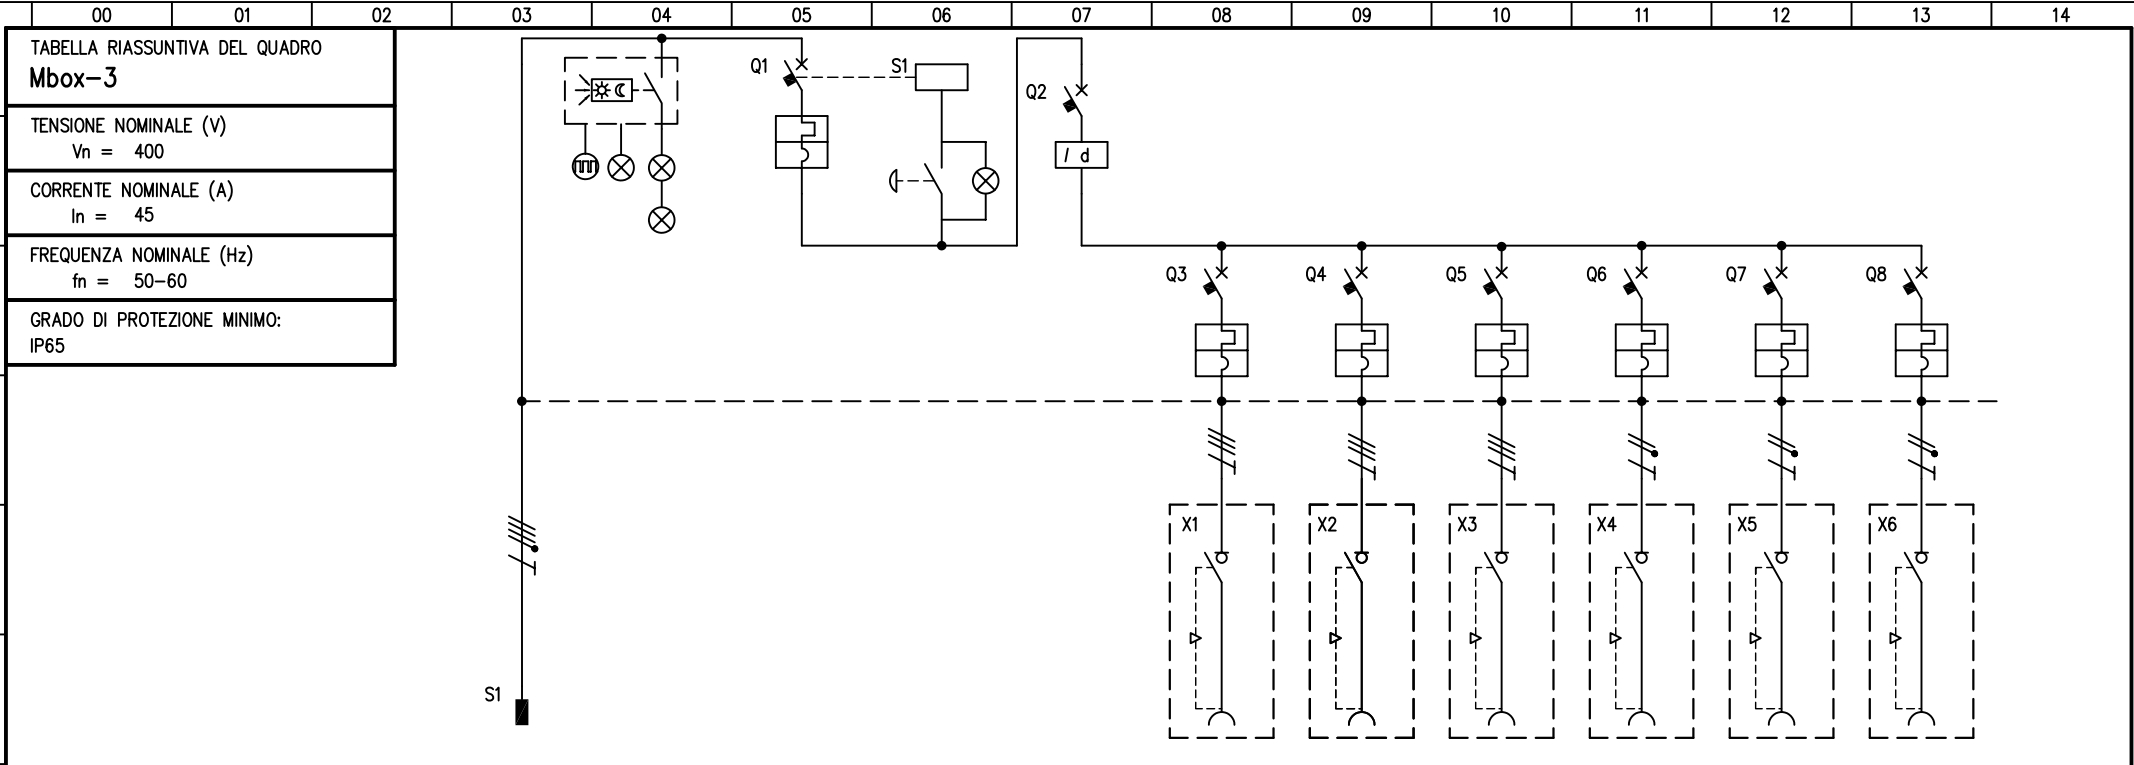 00 01 02 03 04 05 06 07 08 09 10 11 12 13 14
TABELLA RIASSUNTIVA DEL QUADRO
Mbox-3
TENSIONE NOMINALE (V)
Vn = 400
CORRENTE NOMINALE (A)
In = 45
FREQUENZA NOMINALE (Hz)
fn = 50-60
GRADO DI PROTEZIONE MINIMO:
IP65
Q1 S1
Q2
I d
Q3 Q4 Q5 Q6 Q7 Q8
X1 X2 X3 X4 X5 X6
S1